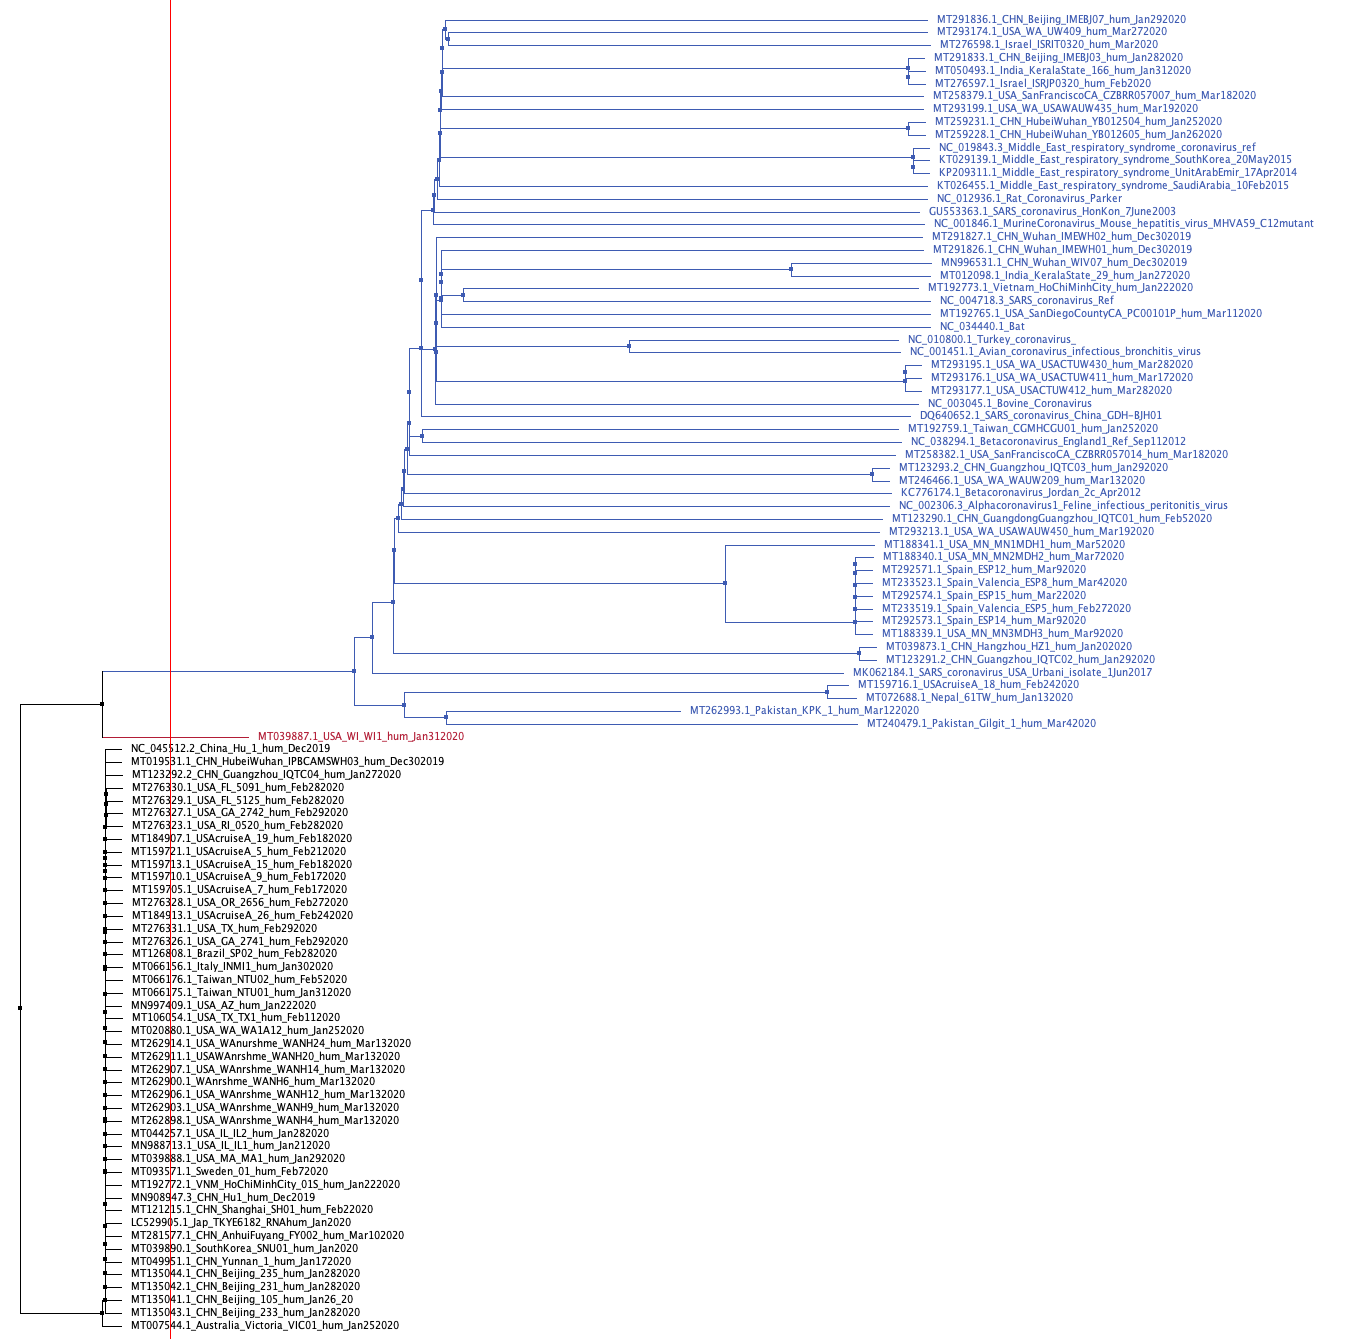 MT291836.1_CHN_Beijing_IMEBJ07_hum_Jan292020
MT293174.1_USA_WA_UW409_hum_Mar272020
MT276598.1_Israel_ISRIT0320_hum_Mar2020
MT291833.1_CHN_Beijing_IMEBJ03_hum_Jan282020
MT050493.1_India_KeralaState_166_hum_Jan312020
MT276597.1_Israel_ISRJP0320_hum_Feb2020
MT258379.1_USA_SanFranciscoCA_CZBRR057007_hum_Mar182020
MT293199.1_USA_WA_USAWAUW435_hum_Mar192020
MT259231.1_CHN_HubeiWuhan_YB012504_hum_Jan252020
MT259228.1_CHN_HubeiWuhan_YB012605_hum_Jan262020
NC_019843.3_Middle_East_respiratory_syndrome_coronavirus_ref
KT029139.1_Middle_East_respiratory_syndrome_SouthKorea_20May2015
KP209311.1_Middle_East_respiratory_syndrome_UnitArabEmir_17Apr2014
KT026455.1_Middle_East_respiratory_syndrome_SaudiArabia_10Feb2015
NC_012936.1_Rat_Coronavirus_Parker
GU553363.1_SARS_coronavirus_HonKon_7June2003
NC_001846.1_MurineCoronavirus_Mouse_hepatitis_virus_MHVA59_C12mutant
MT291827.1_CHN_Wuhan_IMEWH02_hum_Dec302019
MT291826.1_CHN_Wuhan_IMEWH01_hum_Dec302019
MN996531.1_CHN_Wuhan_WIV07_hum_Dec302019
MT012098.1_India_KeralaState_29_hum_Jan272020
MT192773.1_Vietnam_HoChiMinhCity_hum_Jan222020
NC_004718.3_SARS_coronavirus_Ref
MT192765.1_USA_SanDiegoCountyCA_PC00101P_hum_Mar112020
NC_034440.1_Bat
NC_010800.1_Turkey_coronavirus_
NC_001451.1_Avian_coronavirus_infectious_bronchitis_virus
MT293195.1_USA_WA_USACTUW430_hum_Mar282020
MT293176.1_USA_WA_USACTUW411_hum_Mar172020
MT293177.1_USA_USACTUW412_hum_Mar282020
NC_003045.1_Bovine_Coronavirus
DQ640652.1_SARS_coronavirus_China_GDH-BJH01
MT192759.1_Taiwan_CGMHCGU01_hum_Jan252020
NC_038294.1_Betacoronavirus_England1_Ref_Sep112012
MT258382.1_USA_SanFranciscoCA_CZBRR057014_hum_Mar182020
MT123293.2_CHN_Guangzhou_IQTC03_hum_Jan292020
MT246466.1_USA_WA_WAUW209_hum_Mar132020
KC776174.1_Betacoronavirus_Jordan_2c_Apr2012
NC_002306.3_Alphacoronavirus1_Feline_infectious_peritonitis_virus
MT123290.1_CHN_GuangdongGuangzhou_IQTC01_hum_Feb52020
MT293213.1_USA_WA_USAWAUW450_hum_Mar192020
MT188341.1_USA_MN_MN1MDH1_hum_Mar52020
MT188340.1_USA_MN_MN2MDH2_hum_Mar72020
MT292571.1_Spain_ESP12_hum_Mar92020
MT233523.1_Spain_Valencia_ESP8_hum_Mar42020
MT292574.1_Spain_ESP15_hum_Mar22020
MT233519.1_Spain_Valencia_ESP5_hum_Feb272020
MT292573.1_Spain_ESP14_hum_Mar92020
MT188339.1_USA_MN_MN3MDH3_hum_Mar92020
MT039873.1_CHN_Hangzhou_HZ1_hum_Jan202020
MT123291.2_CHN_Guangzhou_IQTC02_hum_Jan292020
MK062184.1_SARS_coronavirus_USA_Urbani_isolate_1Jun2017
MT159716.1_USAcruiseA_18_hum_Feb242020
MT072688.1_Nepal_61TW_hum_Jan132020
MT262993.1_Pakistan_KPK_1_hum_Mar122020
MT240479.1_Pakistan_Gilgit_1_hum_Mar42020
MT039887.1_USA_WI_WI1_hum_Jan312020
NC_045512.2_China_Hu_1_hum_Dec2019
MT019531.1_CHN_HubeiWuhan_IPBCAMSWH03_hum_Dec302019
MT123292.2_CHN_Guangzhou_IQTC04_hum_Jan272020
MT276330.1_USA_FL_5091_hum_Feb282020
MT276329.1_USA_FL_5125_hum_Feb282020
MT276327.1_USA_GA_2742_hum_Feb292020
MT276323.1_USA_RI_0520_hum_Feb282020
MT184907.1_USAcruiseA_19_hum_Feb182020
MT159721.1_USAcruiseA_5_hum_Feb212020
MT159713.1_USAcruiseA_15_hum_Feb182020
MT159710.1_USAcruiseA_9_hum_Feb172020
MT159705.1_USAcruiseA_7_hum_Feb172020
MT276328.1_USA_OR_2656_hum_Feb272020
MT184913.1_USAcruiseA_26_hum_Feb242020
MT276331.1_USA_TX_hum_Feb292020
MT276326.1_USA_GA_2741_hum_Feb292020
MT126808.1_Brazil_SP02_hum_Feb282020
MT066156.1_Italy_INMI1_hum_Jan302020
MT066176.1_Taiwan_NTU02_hum_Feb52020
MT066175.1_Taiwan_NTU01_hum_Jan312020
MN997409.1_USA_AZ_hum_Jan222020
MT106054.1_USA_TX_TX1_hum_Feb112020
MT020880.1_USA_WA_WA1A12_hum_Jan252020
MT262914.1_USA_WAnurshme_WANH24_hum_Mar132020
MT262911.1_USAWAnrshme_WANH20_hum_Mar132020
MT262907.1_USA_WAnrshme_WANH14_hum_Mar132020
MT262900.1_WAnrshme_WANH6_hum_Mar132020
MT262906.1_USA_WAnrshme_WANH12_hum_Mar132020
MT262903.1_USA_WAnrshme_WANH9_hum_Mar132020
MT262898.1_USA_WAnrshme_WANH4_hum_Mar132020
MT044257.1_USA_IL_IL2_hum_Jan282020
MN988713.1_USA_IL_IL1_hum_Jan212020
MT039888.1_USA_MA_MA1_hum_Jan292020
MT093571.1_Sweden_01_hum_Feb72020
MT192772.1_VNM_HoChiMinhCity_01S_hum_Jan222020
MN908947.3_CHN_Hu1_hum_Dec2019
MT121215.1_CHN_Shanghai_SH01_hum_Feb22020
LC529905.1_Jap_TKYE6182_RNAhum_Jan2020
MT281577.1_CHN_AnhuiFuyang_FY002_hum_Mar102020
MT039890.1_SouthKorea_SNU01_hum_Jan2020
MT049951.1_CHN_Yunnan_1_hum_Jan172020
MT135044.1_CHN_Beijing_235_hum_Jan282020
MT135042.1_CHN_Beijing_231_hum_Jan282020
MT135041.1_CHN_Beijing_105_hum_Jan26_20
MT135043.1_CHN_Beijing_233_hum_Jan282020
MT007544.1_Australia_Victoria_VIC01_hum_Jan252020